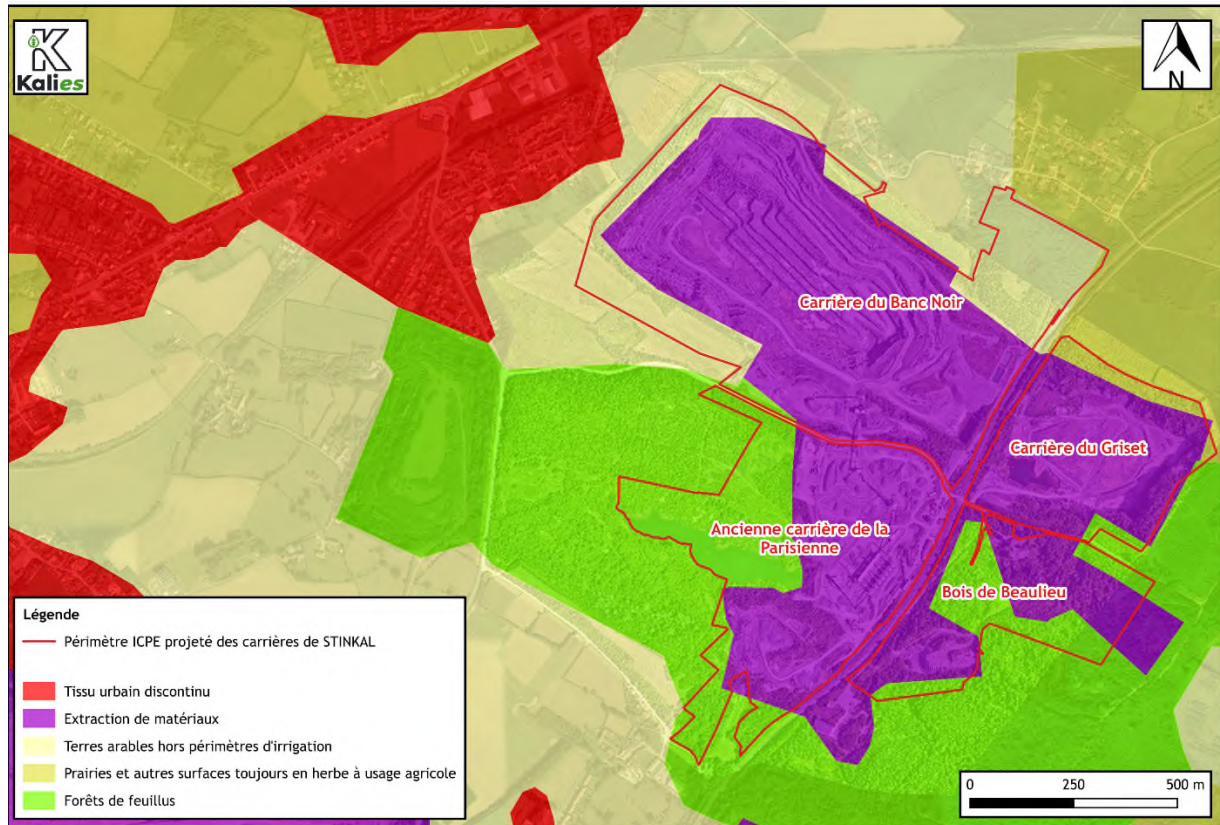 Kalies
N
Carrière du Banc Noir
Carrière du Griset
Ancienne carrière de la
Parisienne
Bois de Beaulieu
Légende
Périmètre ICPE projeté des carrières de STINKAL
Tissu urbain discontinu
Extraction de matériaux
Terres arables hors périmètres d'irrigation
Prairies et autres surfaces toujours en herbe à usage agricole
Forêts de feuillus
0 250 500 m